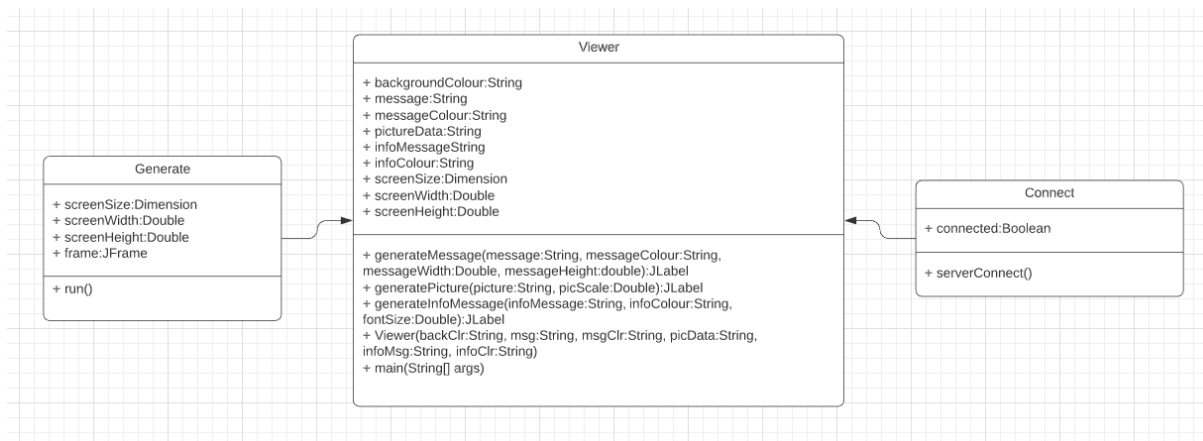 Generate
+ screenSize:Dimension
+ screenWidth:Double
+ screenHeight:Double
+ frame:JFrame
+ run()
Viewer
+ backgroundColour:String
+ message:String
+ messageColour:String
+ pictureData:String
+ infoMessageString
+ infoColour:String
+ screenSize:Dimension
+ screenWidth:Double
+ screenHeight:Double
+ generateMessage(message:String, messageColour:String,
messageWidth:Double, messageHeight:double):JLabel
+ generatePicture(picture:String, picScale:Double):JLabel
+ generateInfoMessage(infoMessage:String, infoColour:String,
fontSize:Double):JLabel
+ Viewer(backClr:String, msg:String, msgClr:String, picData:String,
infoMsg:String, infoClr:String)
+ main(String[] args)
Connect
+ connected:Boolean
+ serverConnect()